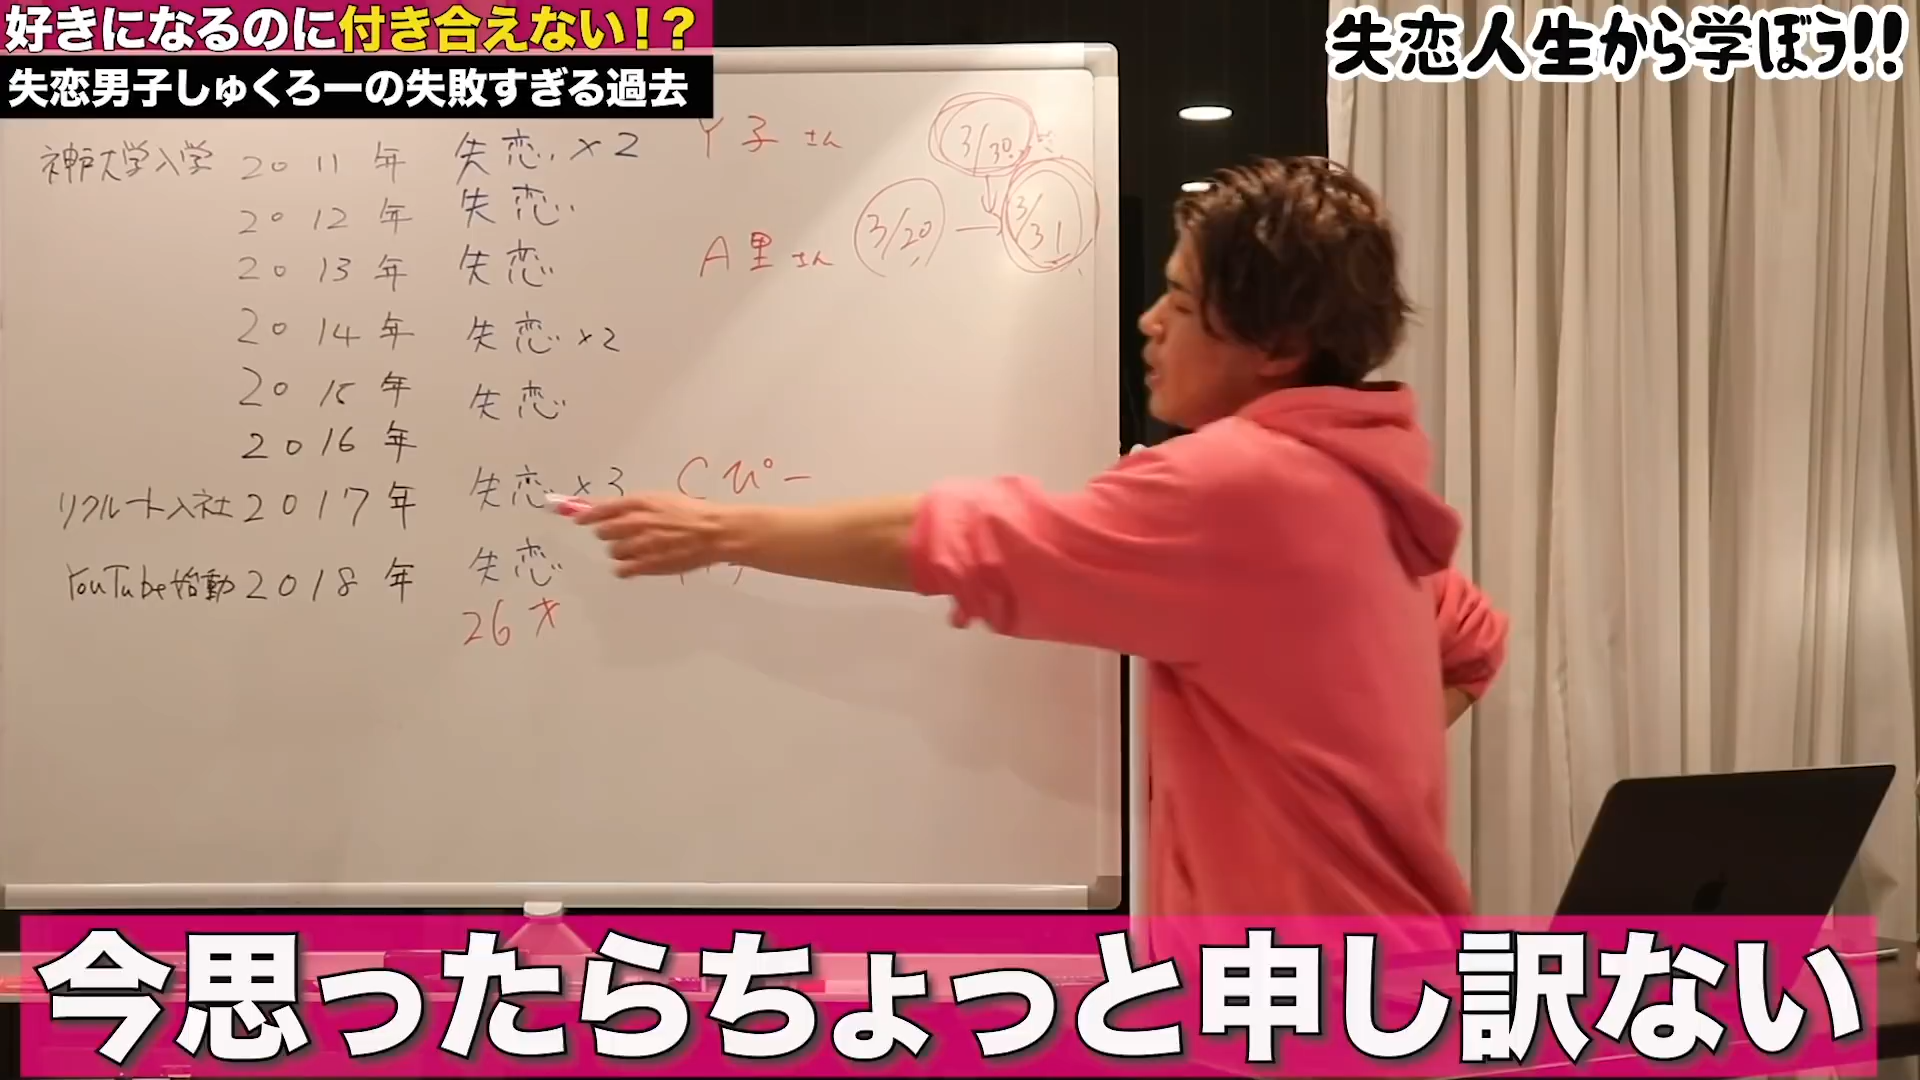 好きになるのに付き合えない!?
失恋男子しゅくろーの失敗すぎる過去
失恋人生から学ぼう!!
神戸大学入学 2011年 失恋×2 Y子さん
3/30
2012年 失恋
3/20 → 3/31
2013年 失恋 A里さん
2014年 失恋×2
2015年 失恋
2016年
リクルート入社 2017年 失恋×3 Cぴー
YouTube始動 2018年 失恋
26才
今思ったらちょっと申し訳ない